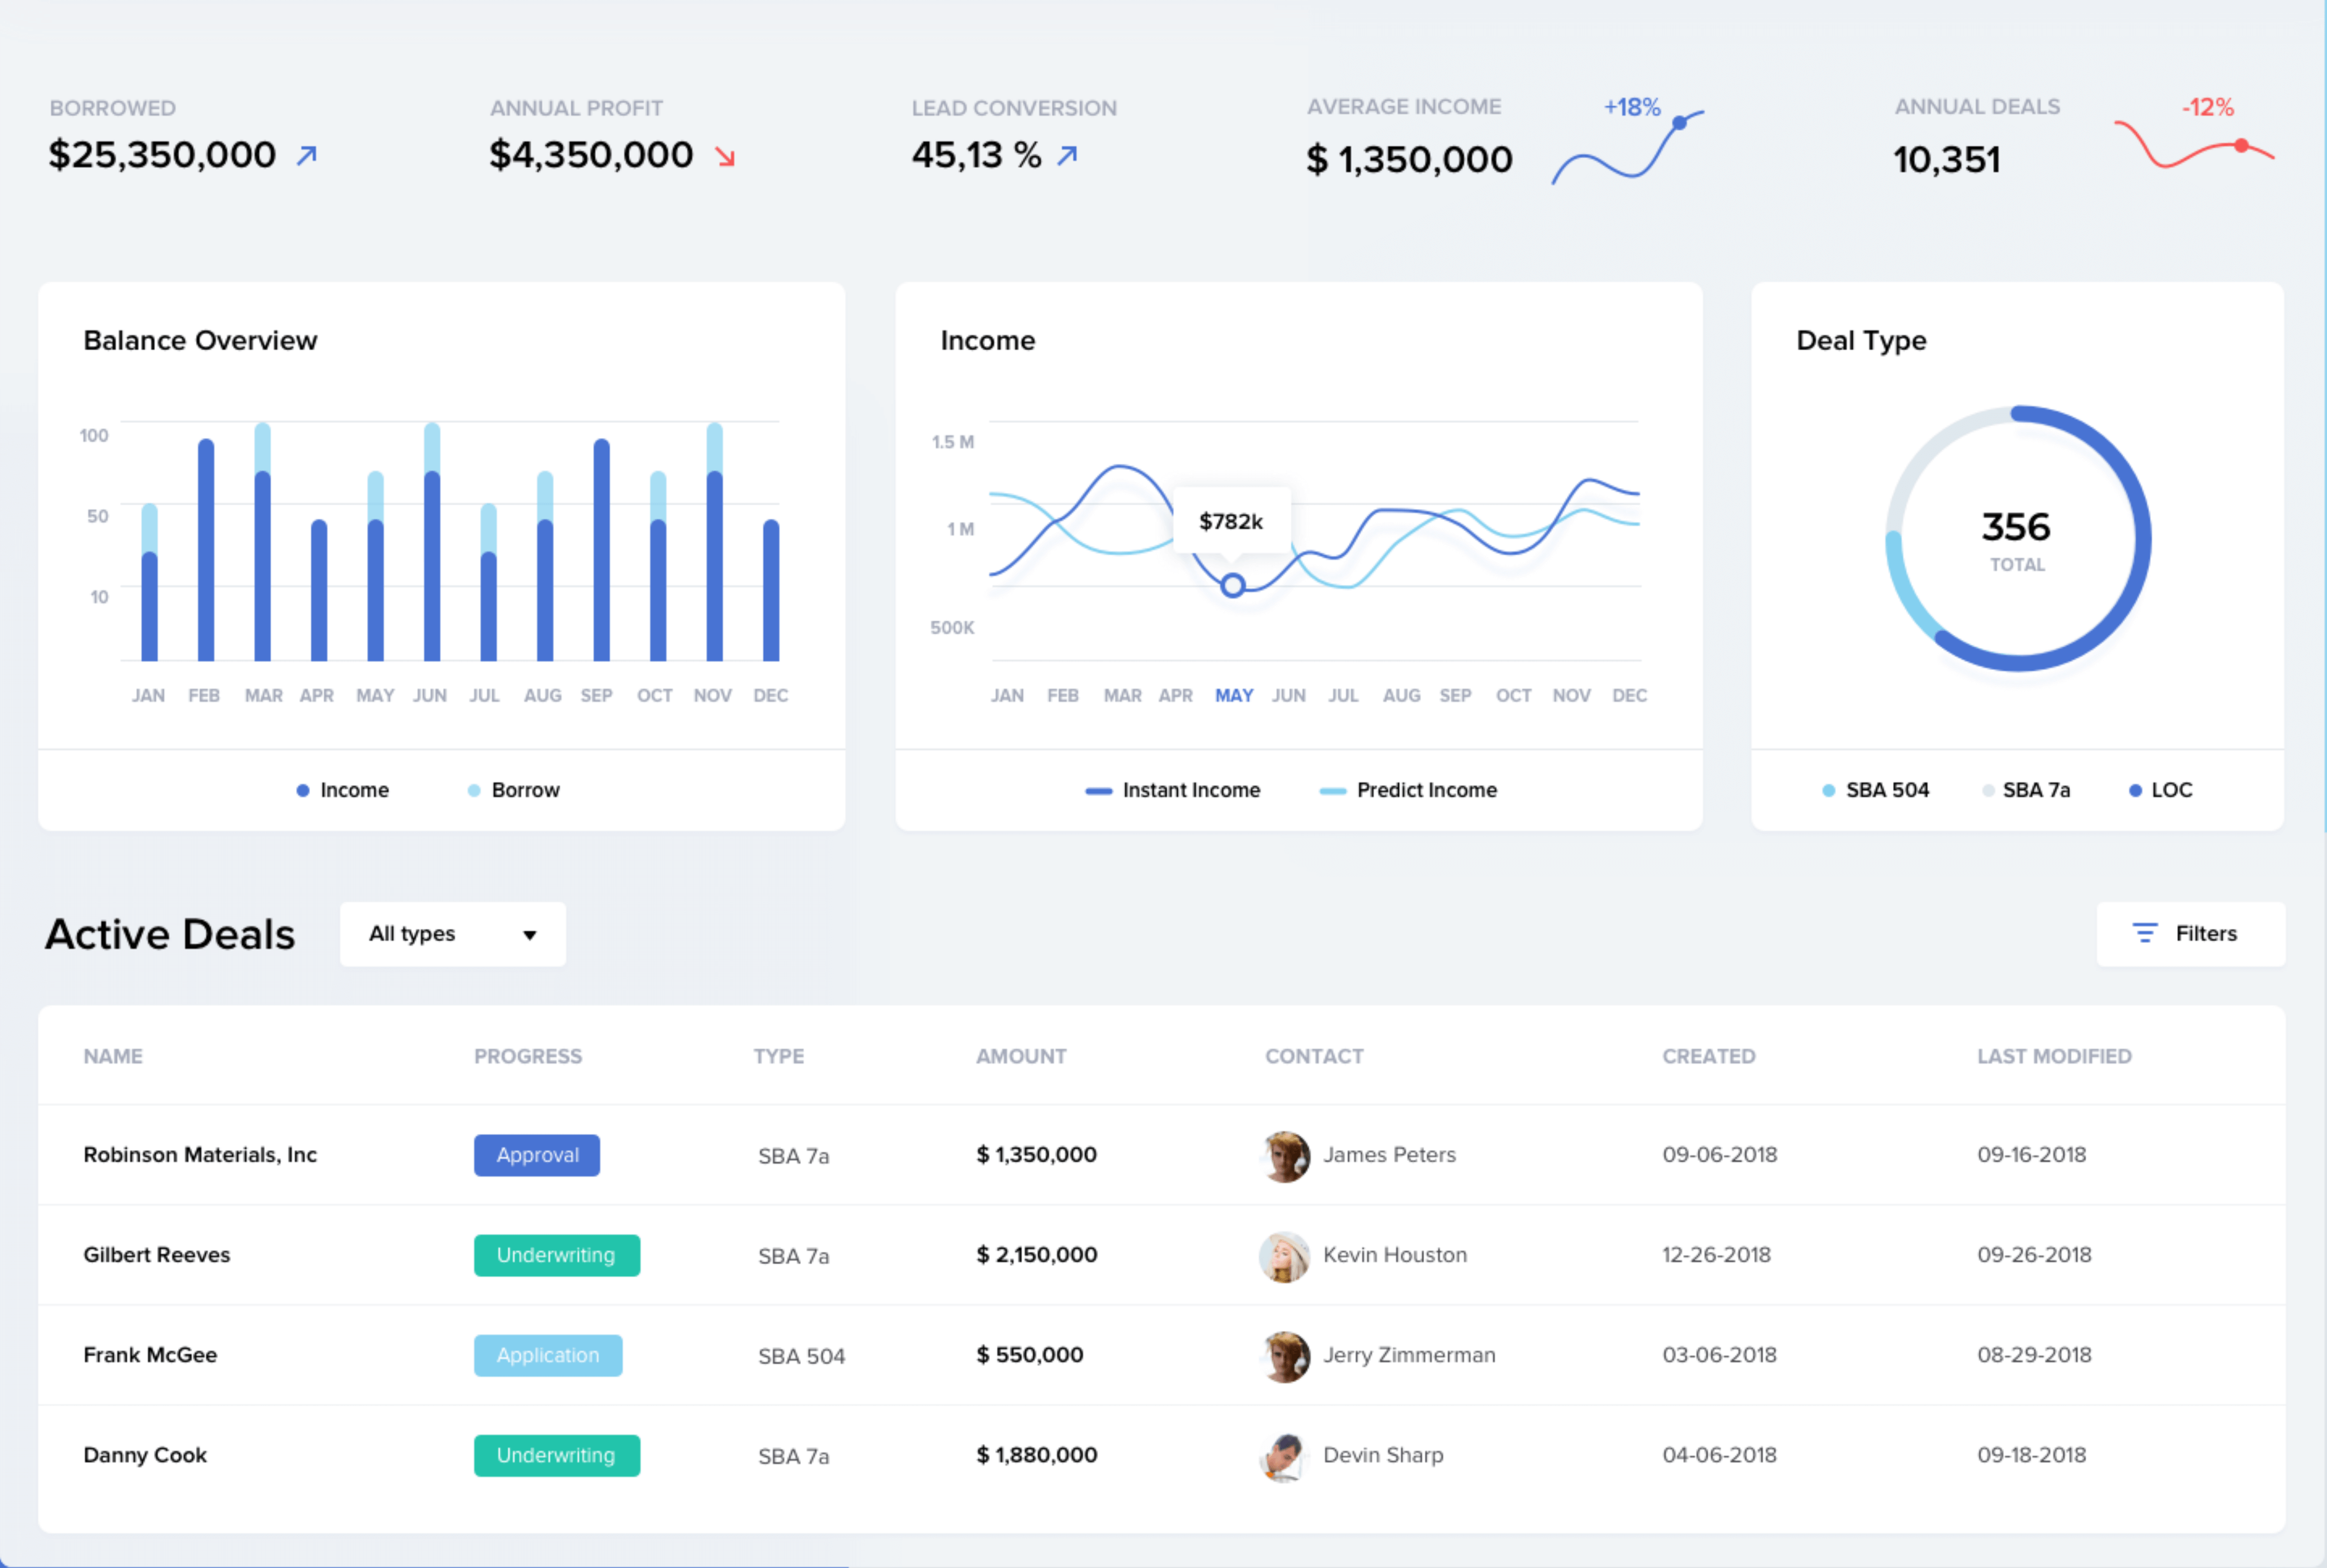 BORROWED
$25,350,000
ANNUAL PROFIT
$4,350,000
LEAD CONVERSION
45,13 %
AVERAGE INCOME
+18%
$ 1,350,000
ANNUAL DEALS
-12%
10,351
Balance Overview
100
50
10
JAN FEB MAR APR MAY JUN JUL AUG SEP OCT NOV DEC
Income Borrow
Income
1.5 M
$782k
1 M
500K
JAN FEB MAR APR MAY JUN JUL AUG SEP OCT NOV DEC
Instant Income Predict Income
Deal Type
356
TOTAL
SBA 504 SBA 7a LOC
Active Deals
All types
Filters
NAME PROGRESS TYPE AMOUNT CONTACT CREATED LAST MODIFIED
Robinson Materials, Inc Approval SBA 7a $ 1,350,000 James Peters 09-06-2018 09-16-2018
Gilbert Reeves Underwriting SBA 7a $ 2,150,000 Kevin Houston 12-26-2018 09-26-2018
Frank McGee Application SBA 504 $ 550,000 Jerry Zimmerman 03-06-2018 08-29-2018
Danny Cook Underwriting SBA 7a $ 1,880,000 Devin Sharp 04-06-2018 09-18-2018